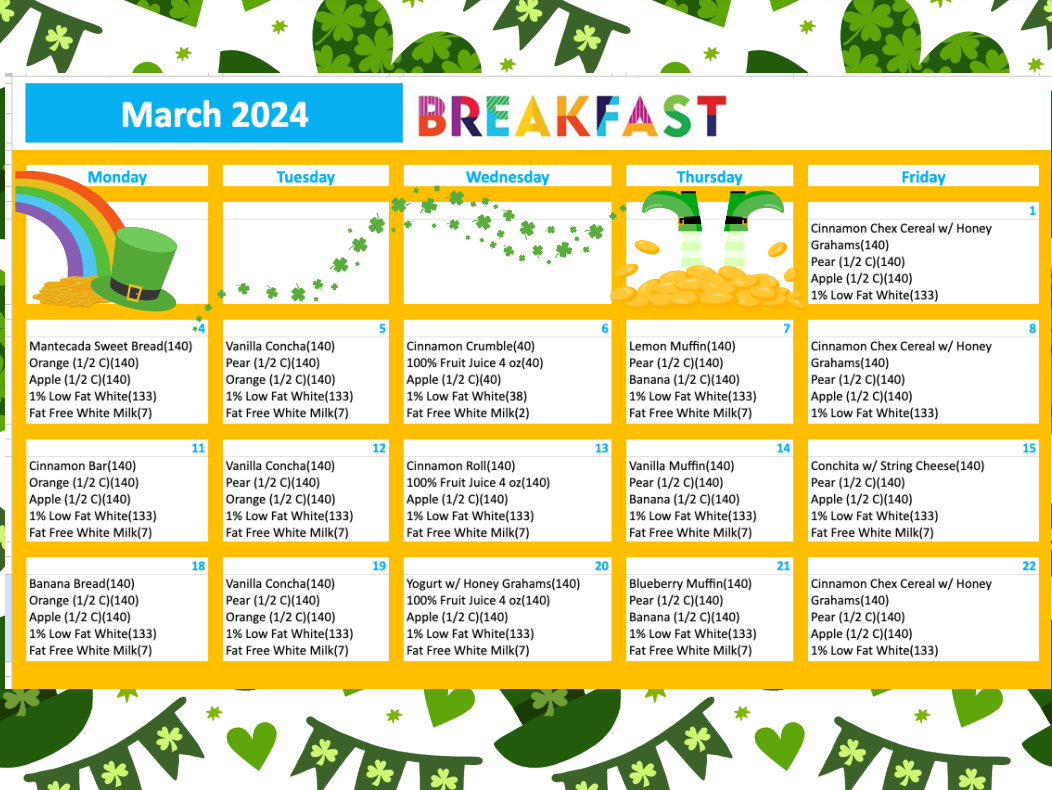 March 2024
BREAKFAST
Monday
Tuesday
Wednesday
Thursday
Friday
1
Cinnamon Chex Cereal w/ Honey
Grahams(140)
Pear (1/2 C)(140)
Apple (1/2 C)(140)
1% Low Fat White(133)
4
Mantecada Sweet Bread(140)
Orange (1/2 C)(140)
Apple (1/2 C)(140)
1% Low Fat White(133)
Fat Free White Milk(7)
5
Vanilla Concha(140)
Pear (1/2 C)(140)
Orange (1/2 C)(140)
1% Low Fat White(133)
Fat Free White Milk(7)
6
Cinnamon Crumble(40)
100% Fruit Juice 4 oz(40)
Apple (1/2 C)(40)
1% Low Fat White(38)
Fat Free White Milk(2)
7
Lemon Muffin(140)
Pear (1/2 C)(140)
Banana (1/2 C)(140)
1% Low Fat White(133)
Fat Free White Milk(7)
8
Cinnamon Chex Cereal w/ Honey
Grahams(140)
Pear (1/2 C)(140)
Apple (1/2 C)(140)
1% Low Fat White(133)
11
Cinnamon Bar(140)
Orange (1/2 C)(140)
Apple (1/2 C)(140)
1% Low Fat White(133)
Fat Free White Milk(7)
12
Vanilla Concha(140)
Pear (1/2 C)(140)
Orange (1/2 C)(140)
1% Low Fat White(133)
Fat Free White Milk(7)
13
Cinnamon Roll(140)
100% Fruit Juice 4 oz(140)
Apple (1/2 C)(140)
1% Low Fat White(133)
Fat Free White Milk(7)
14
Vanilla Muffin(140)
Pear (1/2 C)(140)
Banana (1/2 C)(140)
1% Low Fat White(133)
Fat Free White Milk(7)
15
Conchita w/ String Cheese(140)
Pear (1/2 C)(140)
Apple (1/2 C)(140)
1% Low Fat White(133)
Fat Free White Milk(7)
18
Banana Bread(140)
Orange (1/2 C)(140)
Apple (1/2 C)(140)
1% Low Fat White(133)
Fat Free White Milk(7)
19
Vanilla Concha(140)
Pear (1/2 C)(140)
Orange (1/2 C)(140)
1% Low Fat White(133)
Fat Free White Milk(7)
20
Yogurt w/ Honey Grahams(140)
100% Fruit Juice 4 oz(140)
Apple (1/2 C)(140)
1% Low Fat White(133)
Fat Free White Milk(7)
21
Blueberry Muffin(140)
Pear (1/2 C)(140)
Banana (1/2 C)(140)
1% Low Fat White(133)
Fat Free White Milk(7)
22
Cinnamon Chex Cereal w/ Honey
Grahams(140)
Pear (1/2 C)(140)
Apple (1/2 C)(140)
1% Low Fat White(133)